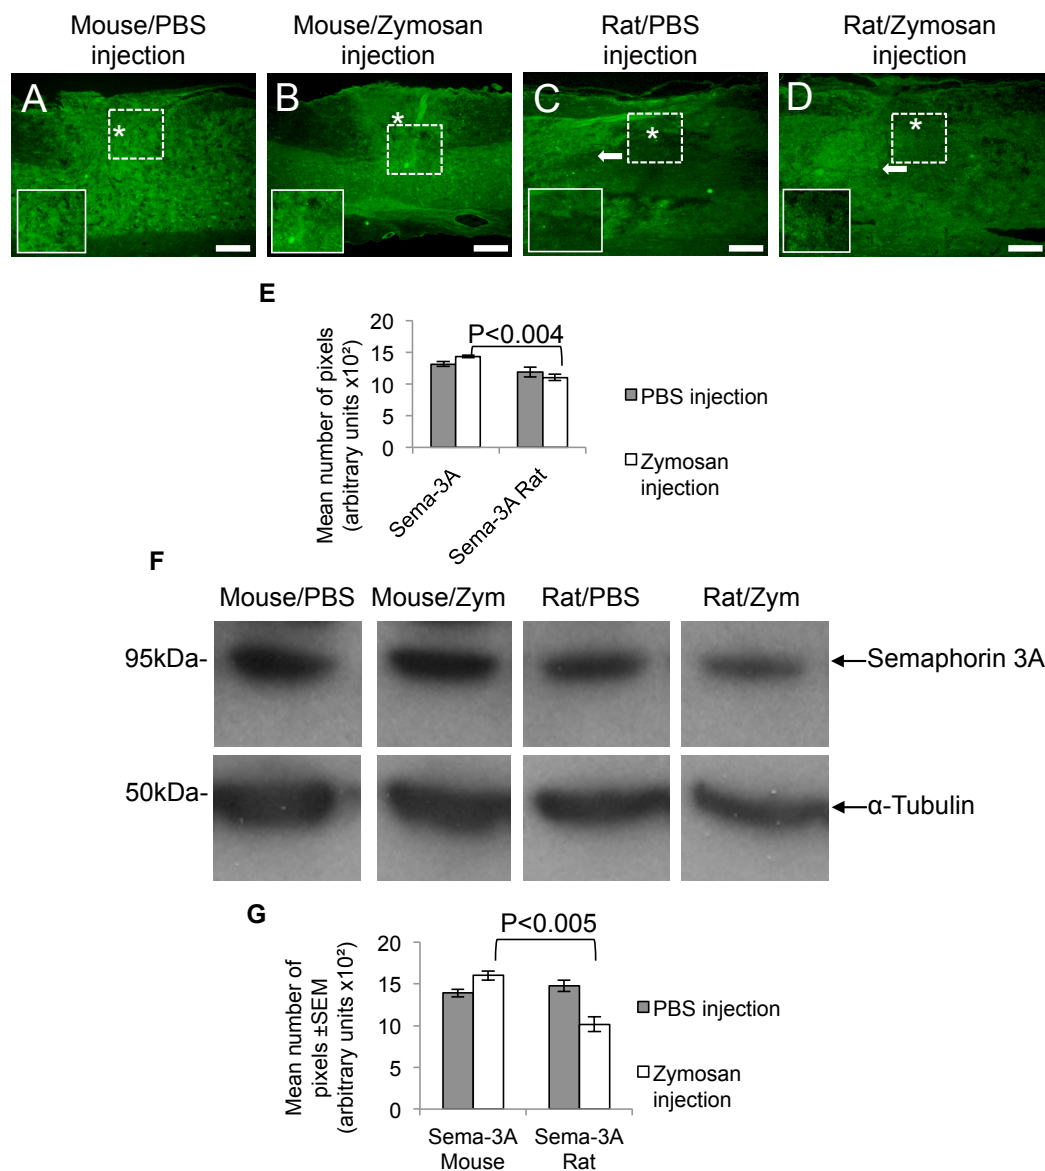 Mouse/PBS
injection
Mouse/Zymosan
injection
Rat/PBS
injection
Rat/Zymosan
injection
A
*
B
*
C
*
D
*
E
Mean number of pixels
(arbitrary units x10²)
20
15
10
5
0
P<0.004
Sema-3A
Sema-3A Rat
PBS injection
Zymosan
injection
F
Mouse/PBS
Mouse/Zym
Rat/PBS
Rat/Zym
95kDa-
Semaphorin 3A
50kDa-
α-Tubulin
G
Mean number of
pixels ±SEM
(arbitrary units x10²)
20
15
10
5
0
P<0.005
Sema-3A
Mouse
Sema-3A
Rat
PBS injection
Zymosan
injection